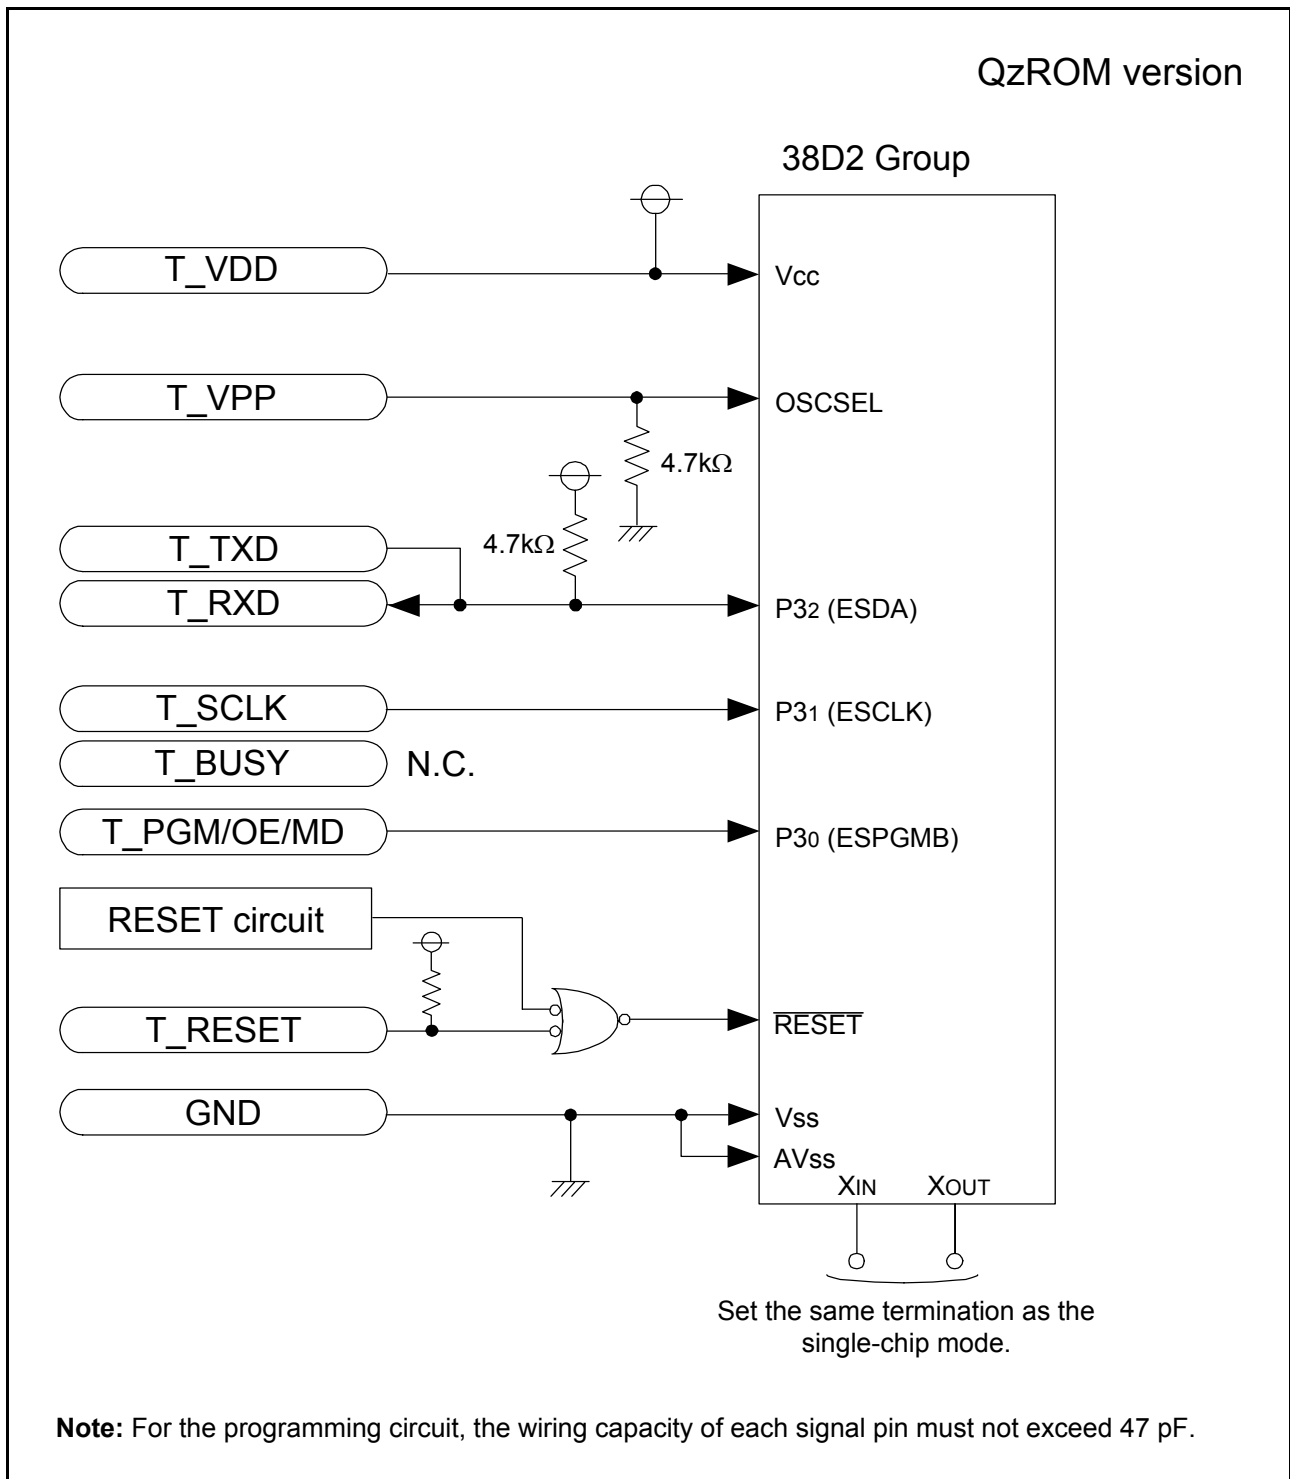 QzROM version
38D2 Group
T_VDD
Vcc
T_VPP
OSCSEL
4.7kΩ
T_TXD
4.7kΩ
T_RXD
P32 (ESDA)
T_SCLK
P31 (ESCLK)
T_BUSY
N.C.
T_PGM/OE/MD
P30 (ESPGMB)
RESET circuit
T_RESET
RESET
GND
Vss
AVss
XIN
XOUT
Set the same termination as the
single-chip mode.
Note: For the programming circuit, the wiring capacity of each signal pin must not exceed 47 pF.